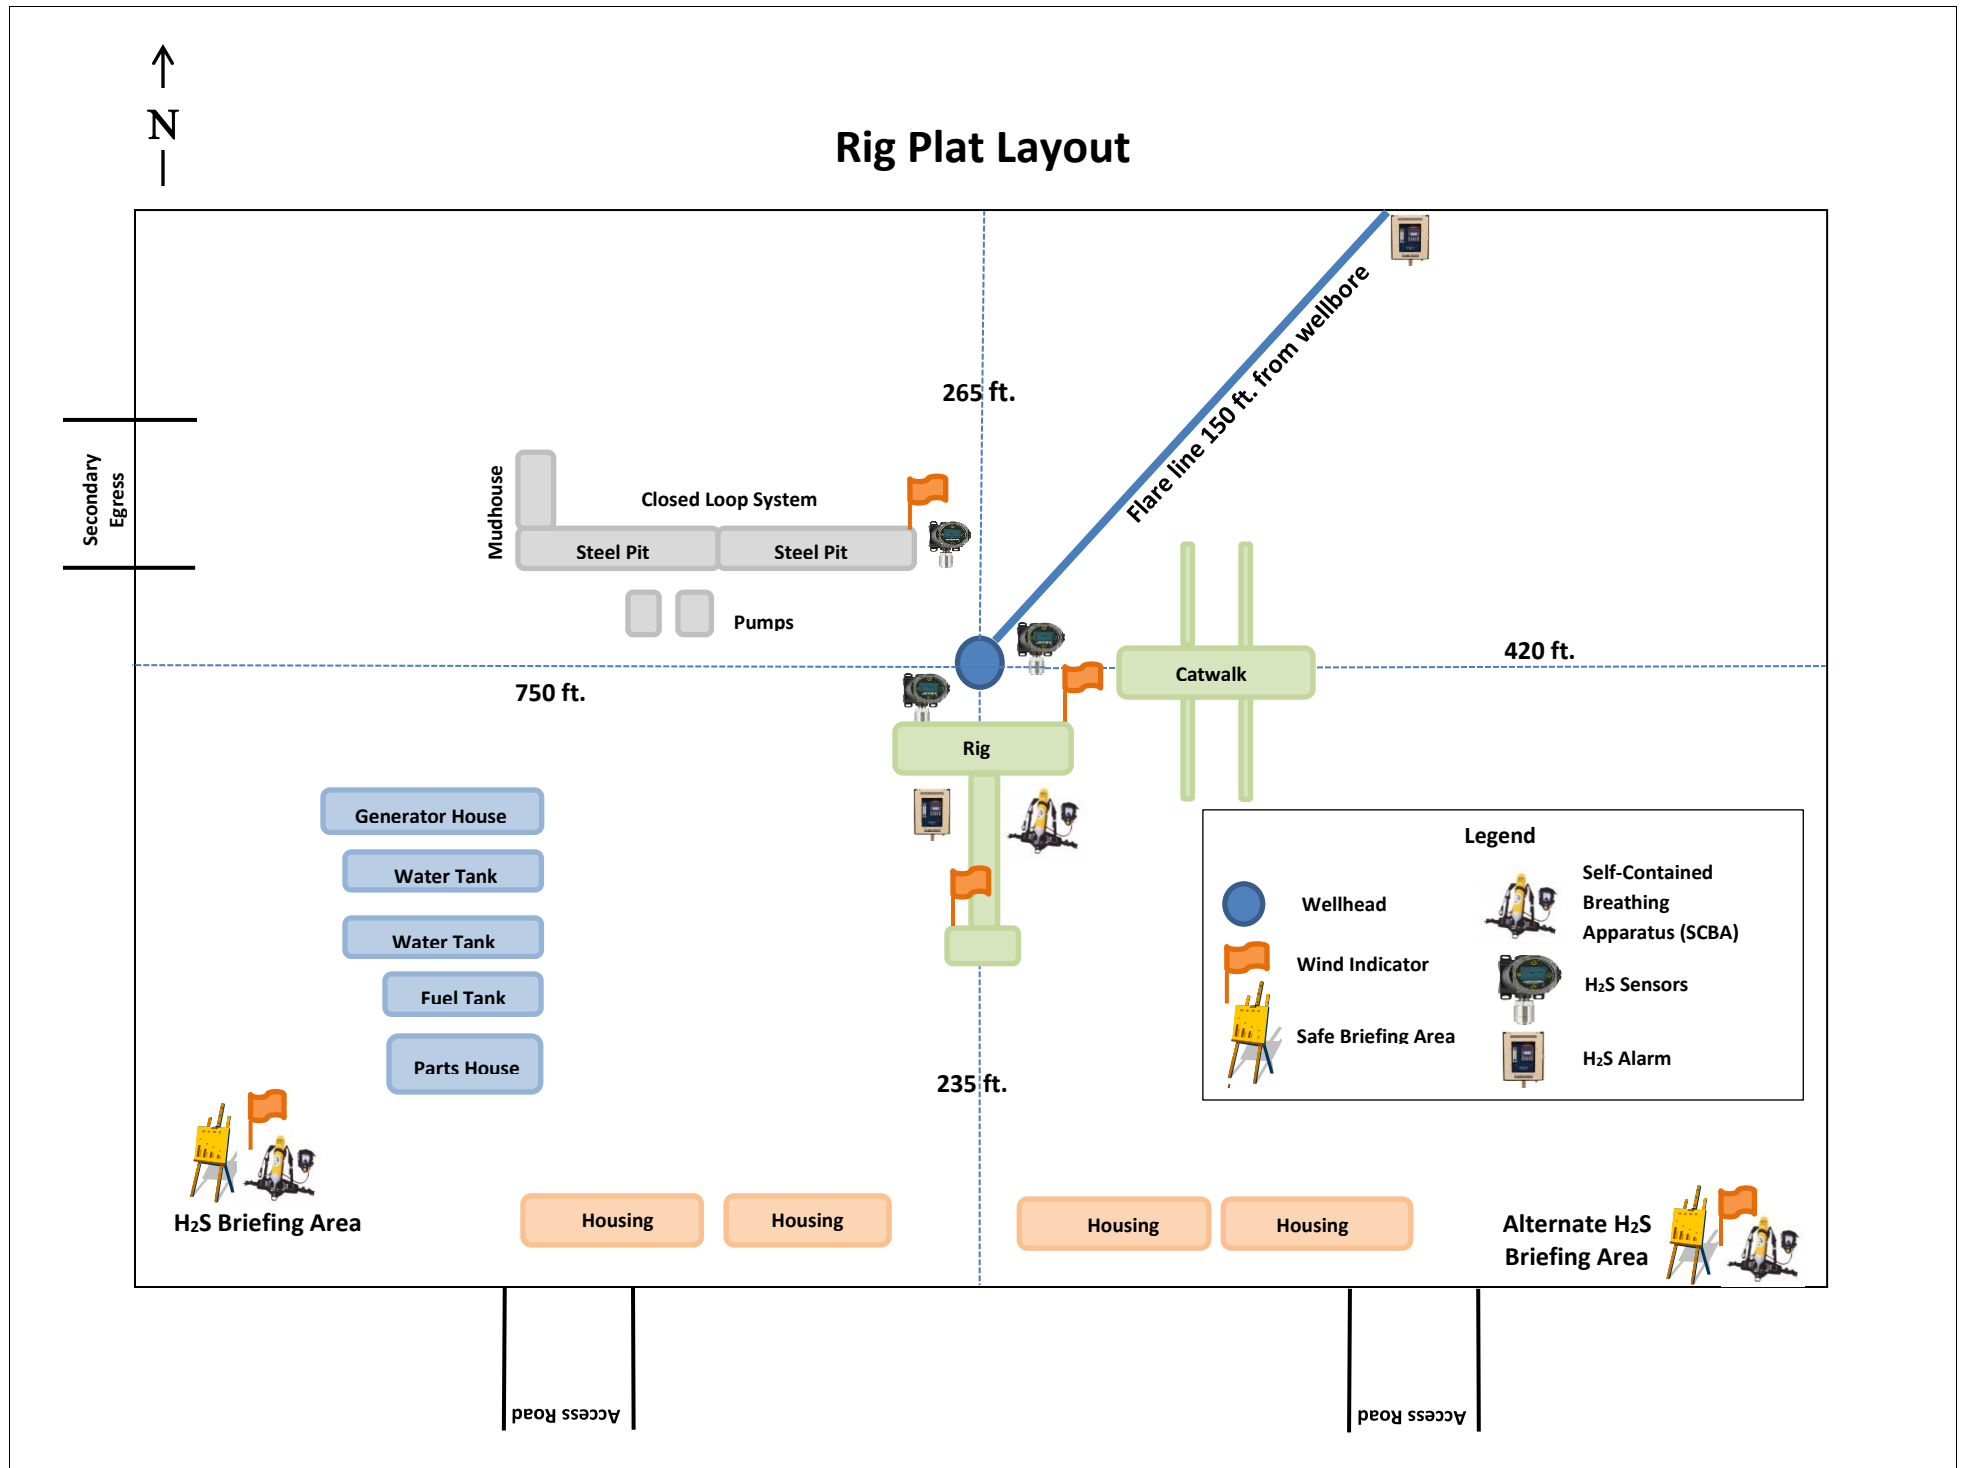 N
Rig Plat Layout
265 ft.
Flare line 150 ft. from wellbore
Secondary
Egress
Mudhouse
Closed Loop System
Steel Pit
Steel Pit
Pumps
420 ft.
Catwalk
750 ft.
Rig
Generator House
Water Tank
Water Tank
Fuel Tank
Parts House
235 ft.
Legend
Wellhead
Wind Indicator
Safe Briefing Area
Self-Contained
Breathing
Apparatus (SCBA)
H2S Sensors
H2S Alarm
H2S Briefing Area
Housing
Housing
Housing
Housing
Alternate H2S
Briefing Area
Access Road
Access Road